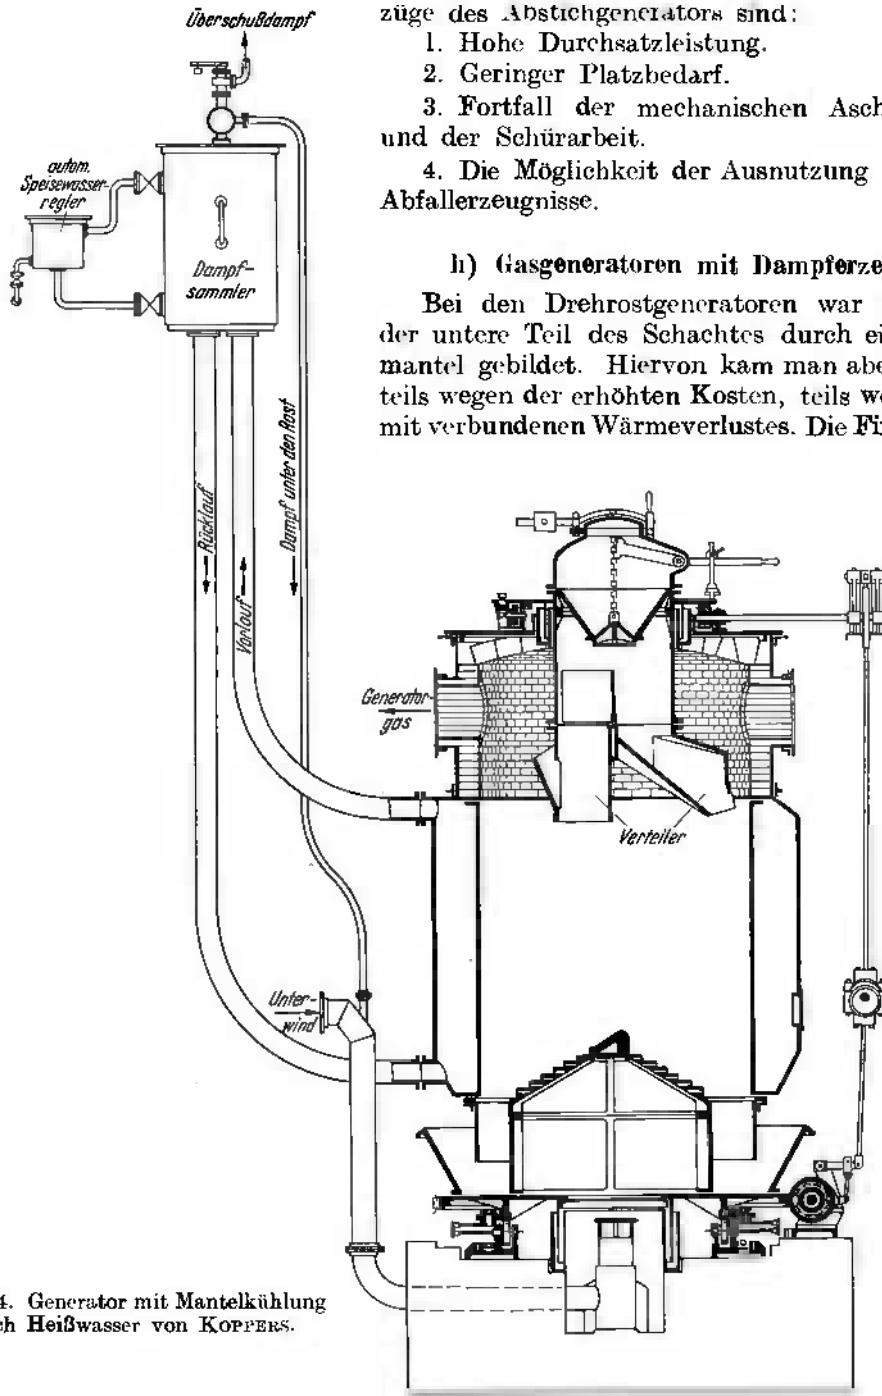 züge des Abstichgenerators sind:
1. Hohe Durchsatzleistung.
2. Geringer Platzbedarf.
3. Fortfall der mechanischen Asch
und der Schürarbeit.
4. Die Möglichkeit der Ausnutzung
Abfallerzeugnisse.
h) Gasgeneratoren mit Dampferze
Bei den Drehrostgeneratoren war
der untere Teil des Schachtes durch ei
mantel gebildet. Hiervon kam man abe
teils wegen der erhöhten Kosten, teils w
mit verbundenen Wärmeverlustes. Die Fi
Überschußdampf
autom.
Speisewasser-
regler
Dampf-
sammler
Rücklauf
Vorlauf
Dampf unter den Rost
Generator-
gas
Verteiler
Unter-
wind
4. Generator mit Mantelkühlung
ch Heißwasser von KOPPERS.